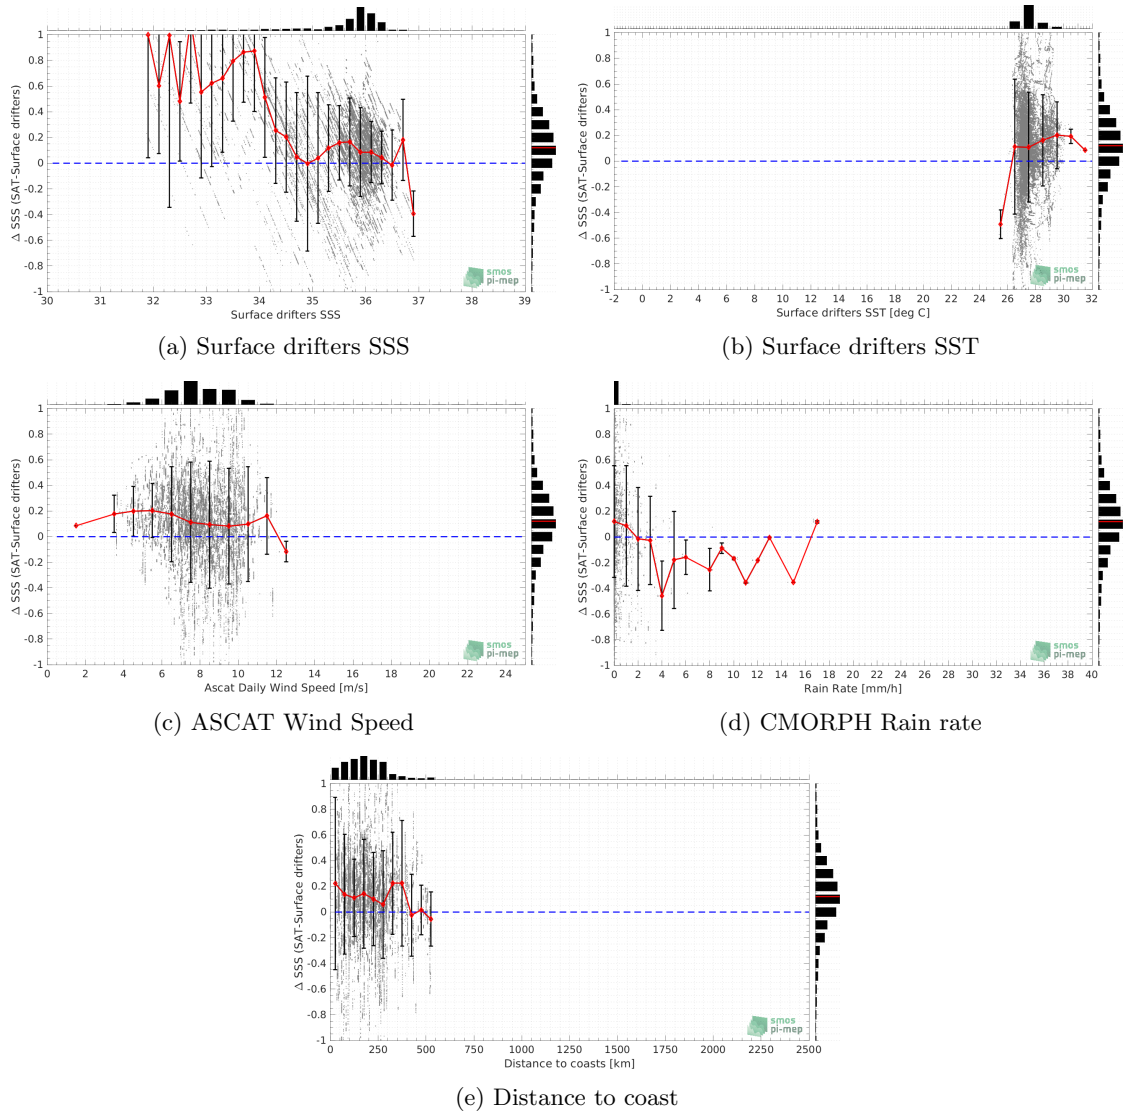 1
0.8
0.6
0.4
0.2
0
-0.2
-0.4
-0.6
-0.8
-1
Δ SSS (SAT-Surface drifters)
30 31 32 33 34 35 36 37 38 39
Surface drifters SSS
smos
pi-mep
(a) Surface drifters SSS
1
0.8
0.6
0.4
0.2
0
-0.2
-0.4
-0.6
-0.8
-1
Δ SSS (SAT-Surface drifters)
-2 0 2 4 6 8 10 12 14 16 18 20 22 24 26 28 30 32
Surface drifters SST [deg C]
smos
pi-mep
(b) Surface drifters SST
1
0.8
0.6
0.4
0.2
0
-0.2
-0.4
-0.6
-0.8
-1
Δ SSS (SAT-Surface drifters)
0 2 4 6 8 10 12 14 16 18 20 22 24
Ascat Daily Wind Speed [m/s]
smos
pi-mep
(c) ASCAT Wind Speed
1
0.8
0.6
0.4
0.2
0
-0.2
-0.4
-0.6
-0.8
-1
Δ SSS (SAT-Surface drifters)
0 2 4 6 8 10 12 14 16 18 20 22 24 26 28 30 32 34 36 38 40
Rain Rate [mm/h]
smos
pi-mep
(d) CMORPH Rain rate
1
0.8
0.6
0.4
0.2
0
-0.2
-0.4
-0.6
-0.8
-1
Δ SSS (SAT-Surface drifters)
0 250 500 750 1000 1250 1500 1750 2000 2250 2500
Distance to coasts [km]
smos
pi-mep
(e) Distance to coast